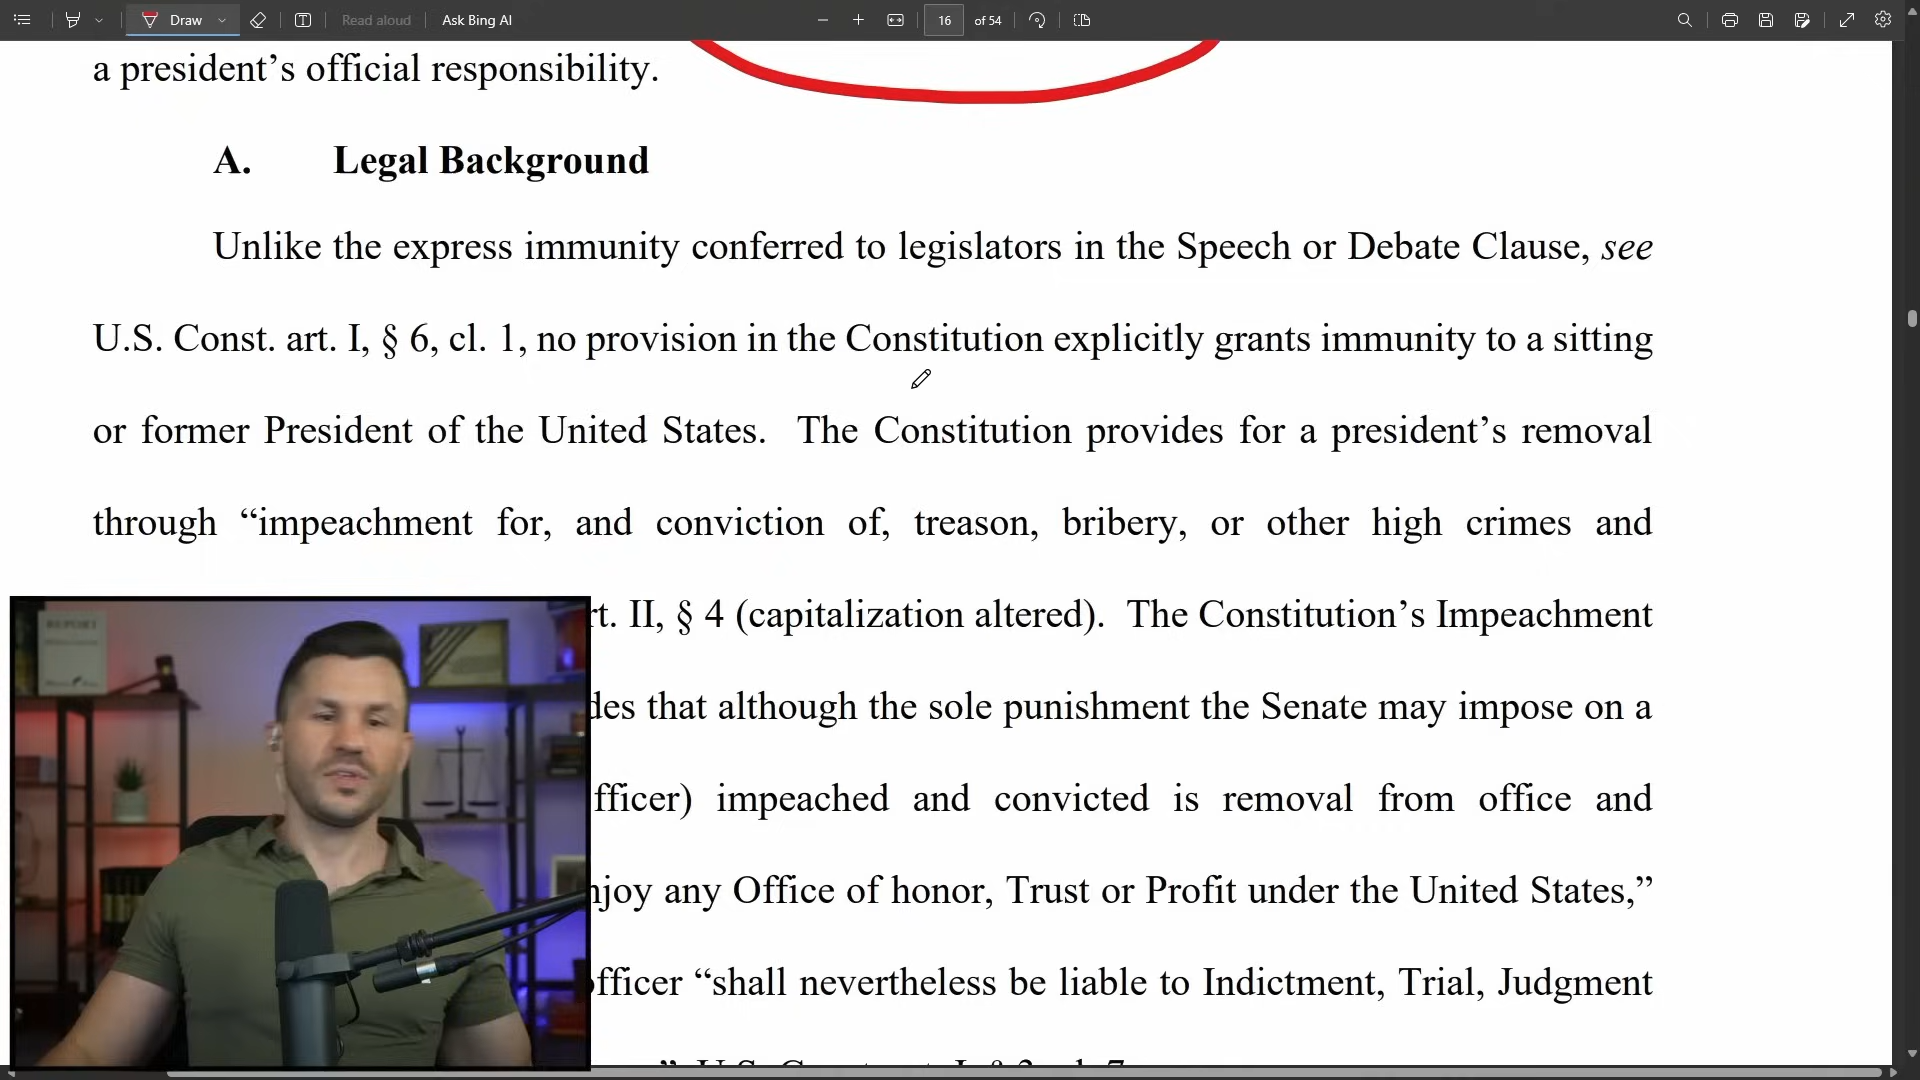 Draw
Read aloud
Ask Bing AI
16
of 54
a president’s official responsibility.
A. Legal Background
Unlike the express immunity conferred to legislators in the Speech or Debate Clause, see
U.S. Const. art. I, § 6, cl. 1, no provision in the Constitution explicitly grants immunity to a sitting
or former President of the United States. The Constitution provides for a president’s removal
through “impeachment for, and conviction of, treason, bribery, or other high crimes and
rt. II, § 4 (capitalization altered). The Constitution’s Impeachment
des that although the sole punishment the Senate may impose on a
fficer) impeached and convicted is removal from office and
njoy any Office of honor, Trust or Profit under the United States,”
officer “shall nevertheless be liable to Indictment, Trial, Judgment
REPORT